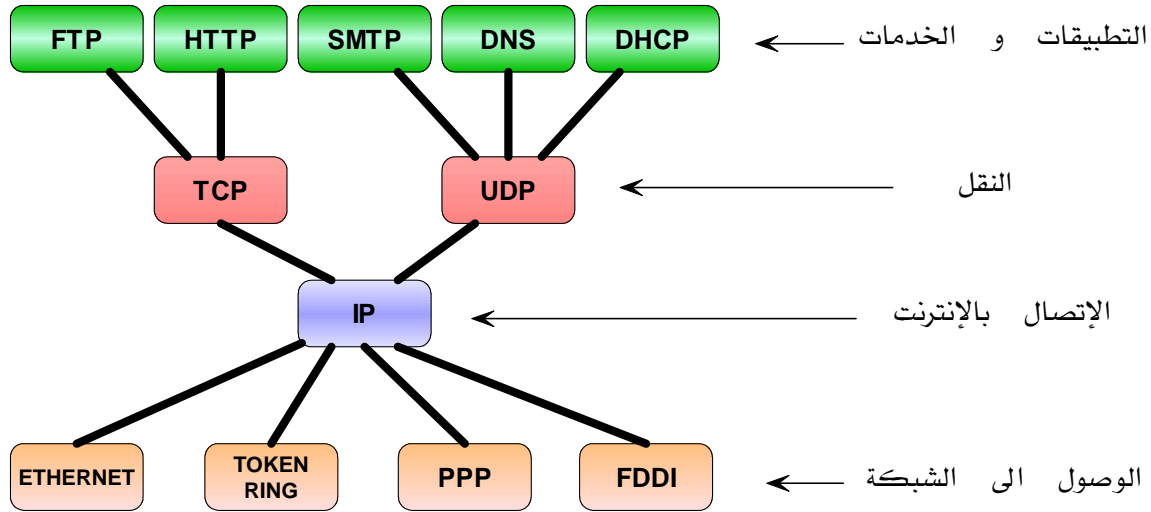 FTP HTTP SMTP DNS DHCP التطبيقات و الخدمات
TCP UDP النقل
IP الإتصال بالإنترنت
ETHERNET TOKEN RING PPP FDDI الوصول الى الشبكة